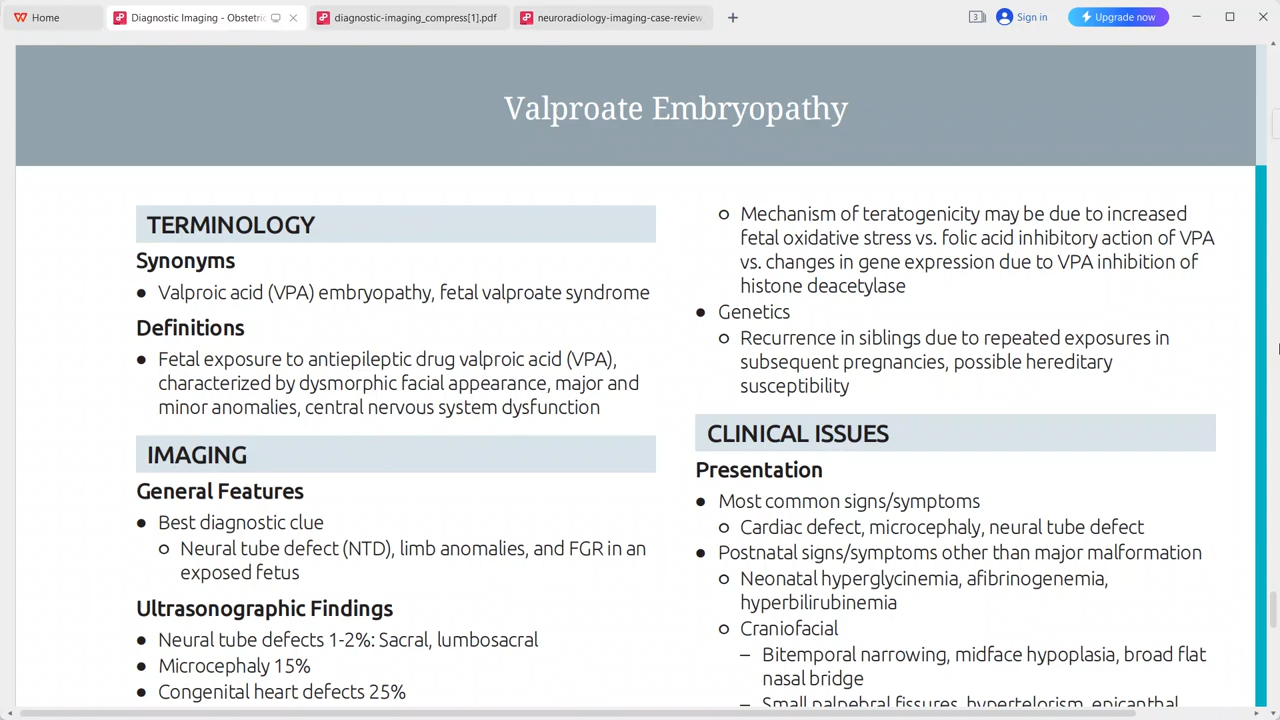 Home
Diagnostic Imaging - Obstetric
diagnostic-imaging_compress[1].pdf
neuroradiology-imaging-case-review
3
Sign in
Upgrade now
Valproate Embryopathy
TERMINOLOGY
Synonyms
● Valproic acid (VPA) embryopathy, fetal valproate syndrome
Definitions
● Fetal exposure to antiepileptic drug valproic acid (VPA),
characterized by dysmorphic facial appearance, major and
minor anomalies, central nervous system dysfunction
IMAGING
General Features
● Best diagnostic clue
○ Neural tube defect (NTD), limb anomalies, and FGR in an
exposed fetus
Ultrasonographic Findings
● Neural tube defects 1-2%: Sacral, lumbosacral
● Microcephaly 15%
● Congenital heart defects 25%
○ Mechanism of teratogenicity may be due to increased
fetal oxidative stress vs. folic acid inhibitory action of VPA
vs. changes in gene expression due to VPA inhibition of
histone deacetylase
● Genetics
○ Recurrence in siblings due to repeated exposures in
subsequent pregnancies, possible hereditary
susceptibility
CLINICAL ISSUES
Presentation
● Most common signs/symptoms
○ Cardiac defect, microcephaly, neural tube defect
● Postnatal signs/symptoms other than major malformation
○ Neonatal hyperglycinemia, afibrinogenemia,
hyperbilirubinemia
○ Craniofacial
– Bitemporal narrowing, midface hypoplasia, broad flat
nasal bridge
– Small palpebral fissures, hypertelorism, epicanthal